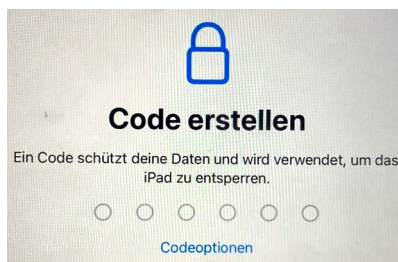 Code erstellen
Ein Code schützt deine Daten und wird verwendet, um das
iPad zu entsperren.
Codeoptionen